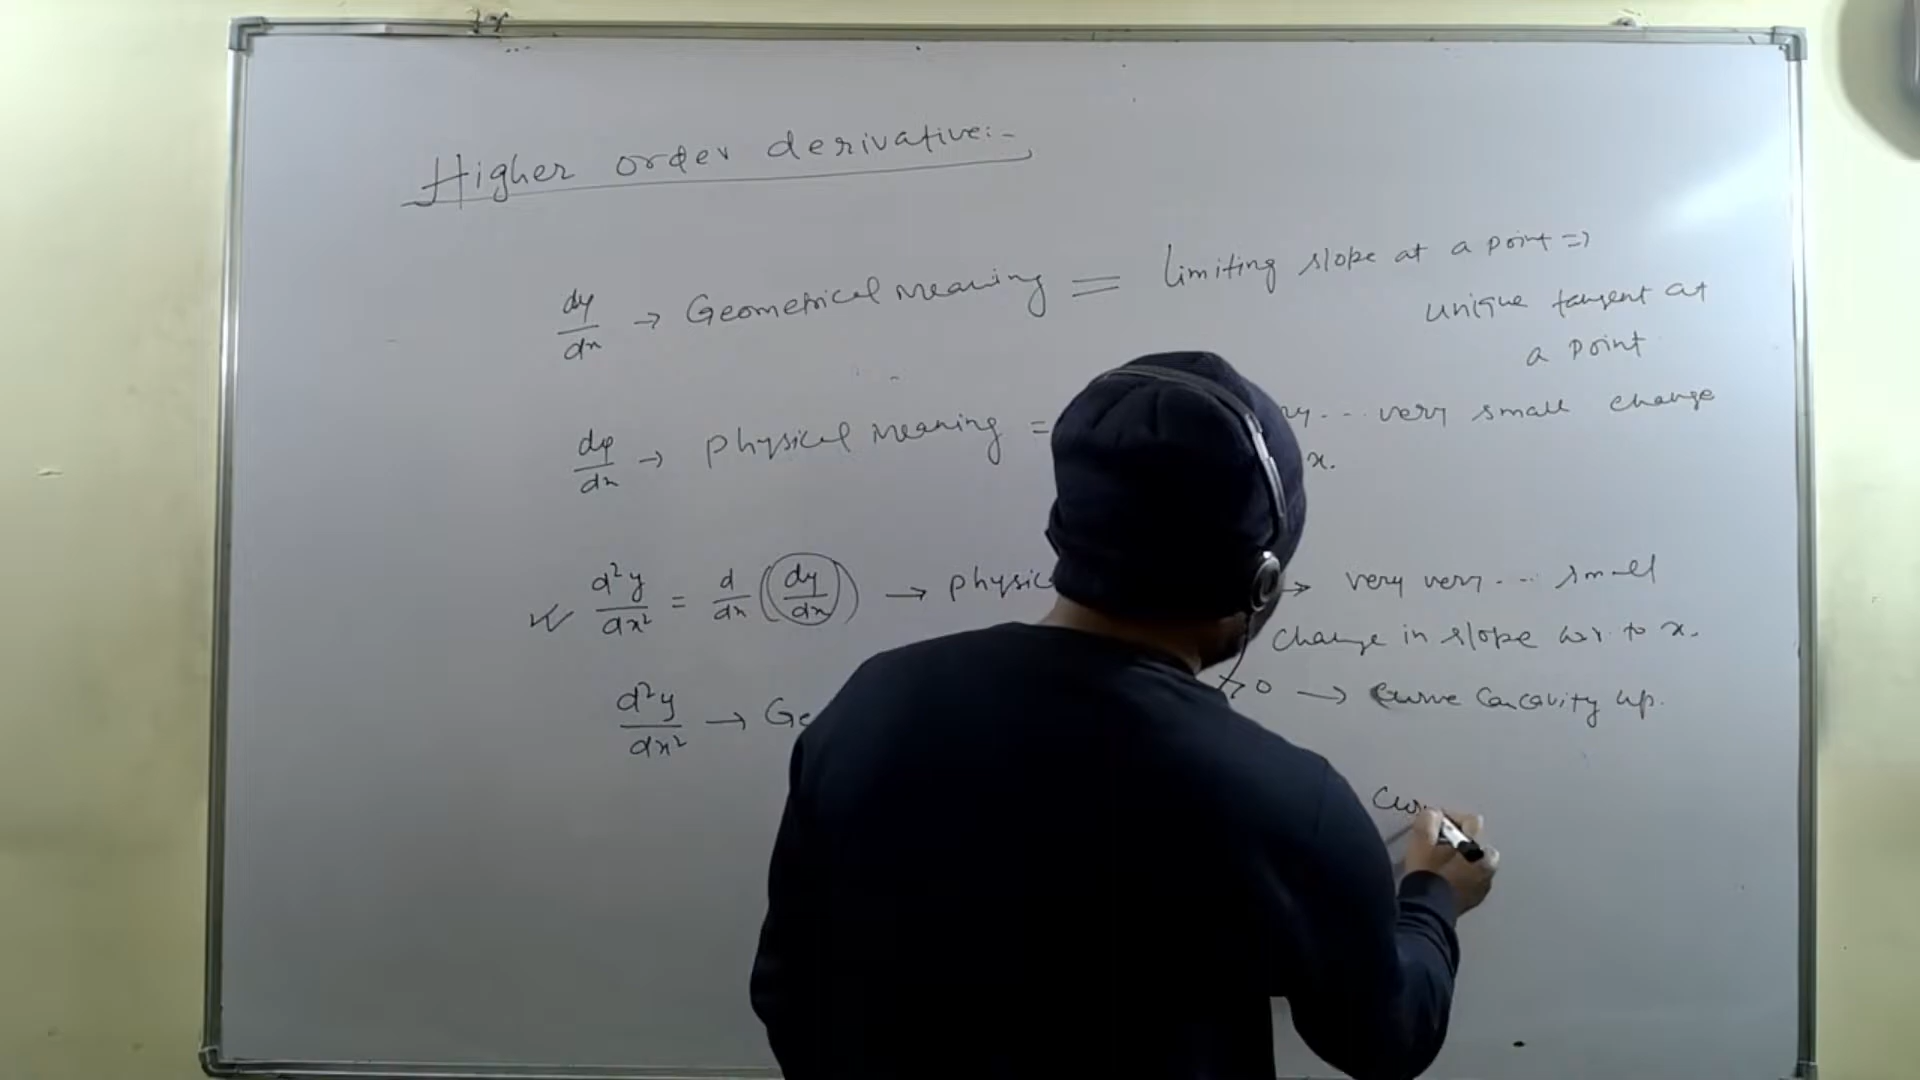 Higher order derivative:-
dy/dx → Geometrical meaning = limiting slope at a point ⇒
unique tangent at
a point
dy/dx → physical meaning = very small change
x.
d²y/dx² = d/dx (dy/dx) → → very very --- small
change in slope w.r. to x.
d²y/dx² → > 0 → Curve Concavity up.